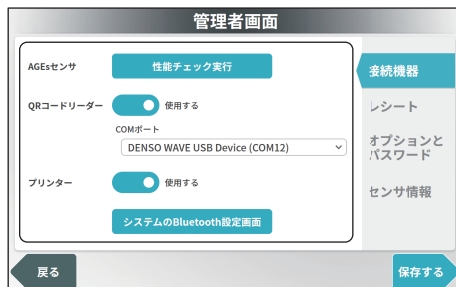 管理者画面
AGEsセンサ
性能チェック実行
QRコードリーダー
使用する
COMポート
DENSO WAVE USB Device (COM12)
プリンター
使用する
システムのBluetooth設定画面
接続機器
レシート
オプションと
パスワード
センサ情報
戻る
保存する